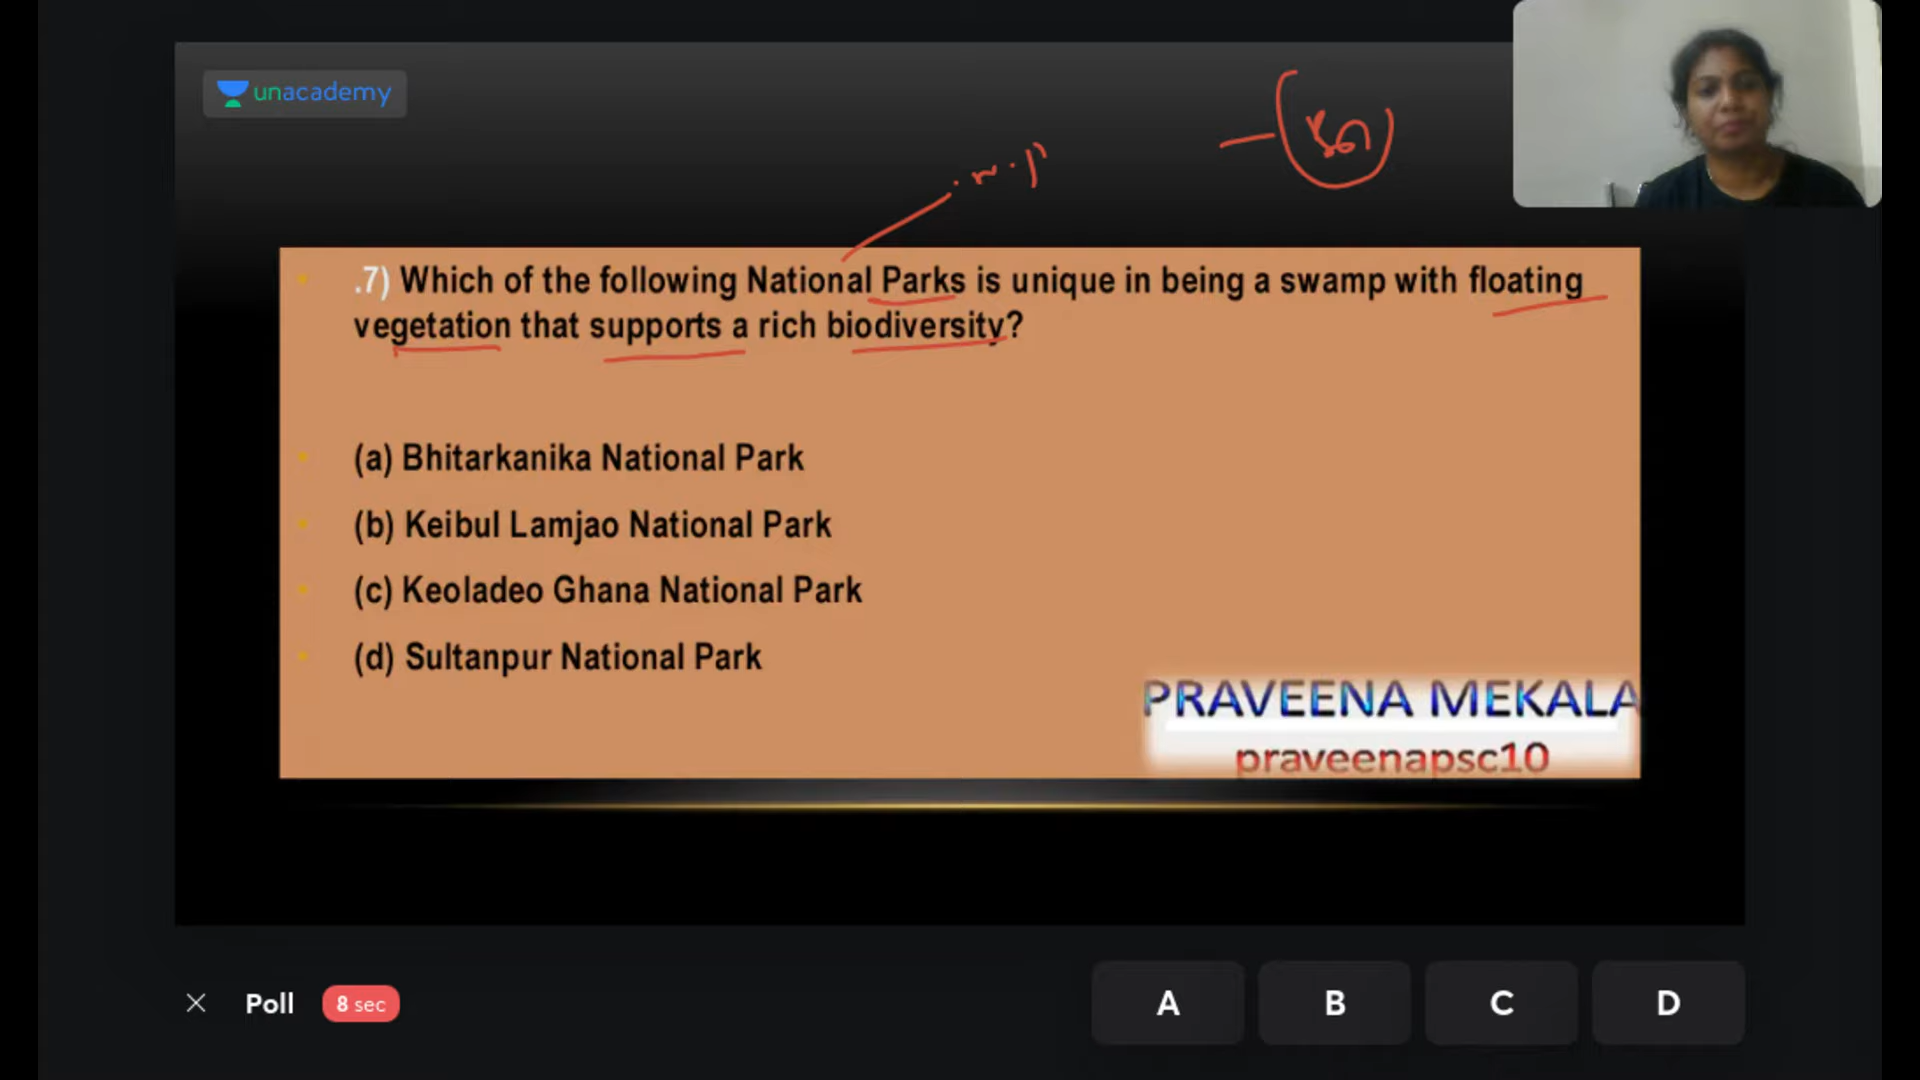 unacademy
N.P
.7) Which of the following National Parks is unique in being a swamp with floating
vegetation that supports a rich biodiversity?
(a) Bhitarkanika National Park
(b) Keibul Lamjao National Park
(c) Keoladeo Ghana National Park
(d) Sultanpur National Park
PRAVEENA MEKALA
praveenapsc10
Poll 8 sec A B C D